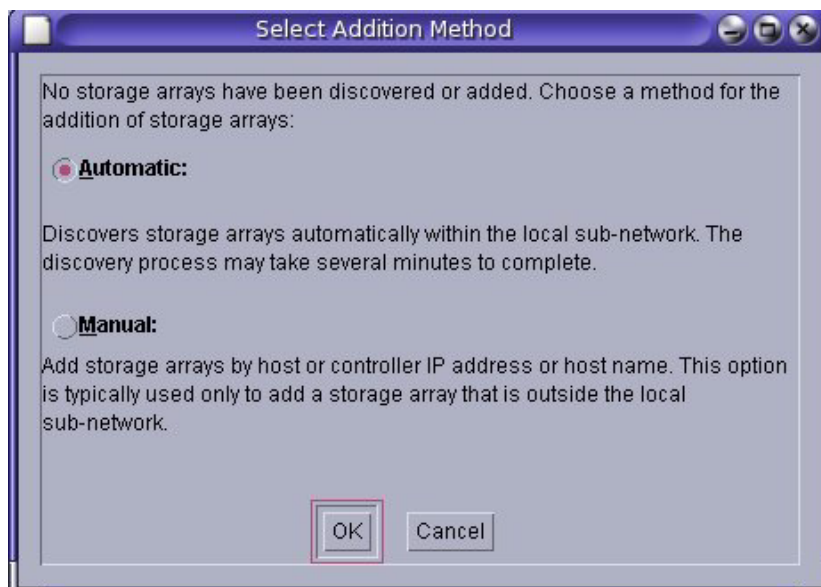 Select Addition Method
No storage arrays have been discovered or added. Choose a method for the
addition of storage arrays:
Automatic:
Discovers storage arrays automatically within the local sub-network. The
discovery process may take several minutes to complete.
Manual:
Add storage arrays by host or controller IP address or host name. This option
is typically used only to add a storage array that is outside the local
sub-network.
OK Cancel